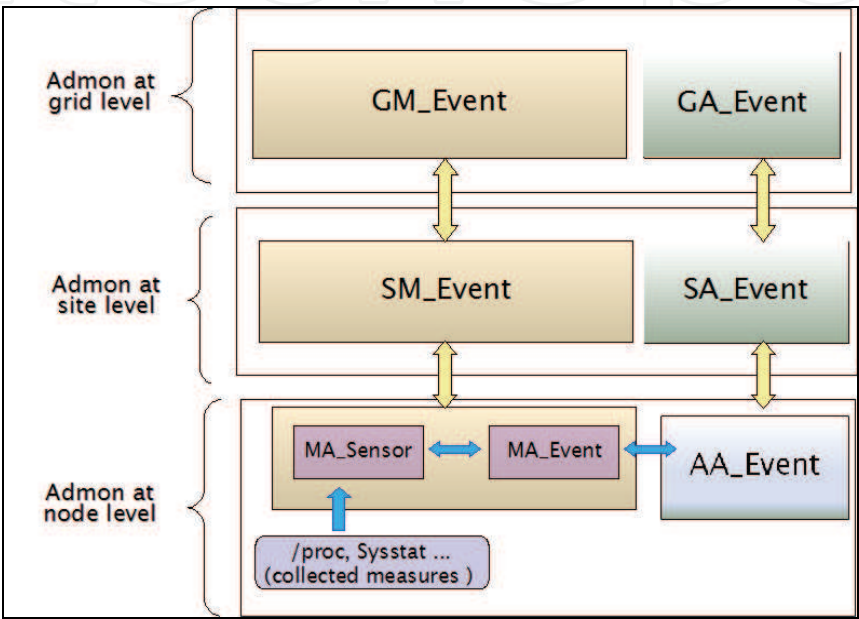 Admon at
grid level
GM_Event
GA_Event
Admon at
site level
SM_Event
SA_Event
Admon at
node level
MA_Sensor
MA_Event
AA_Event
/proc, Sysstat ...
(collected measures )